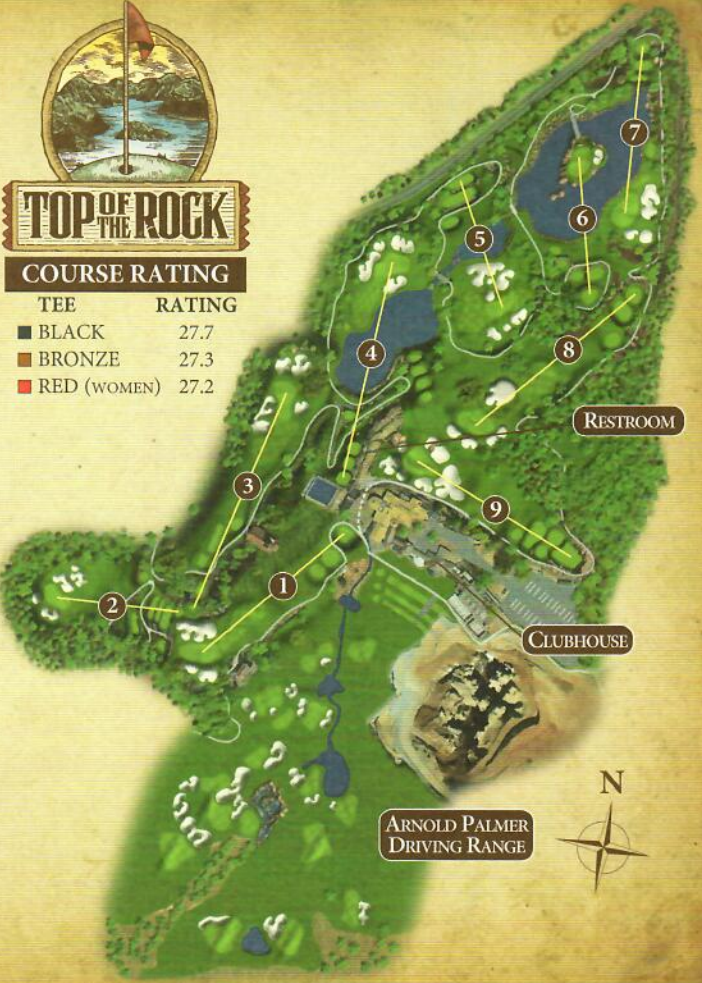 TOP OF THE ROCK
COURSE RATING
TEE RATING
BLACK 27.7
BRONZE 27.3
RED (WOMEN) 27.2
7
6
5
8
4
RESTROOM
3
9
1
2
CLUBHOUSE
N
ARNOLD PALMER
DRIVING RANGE